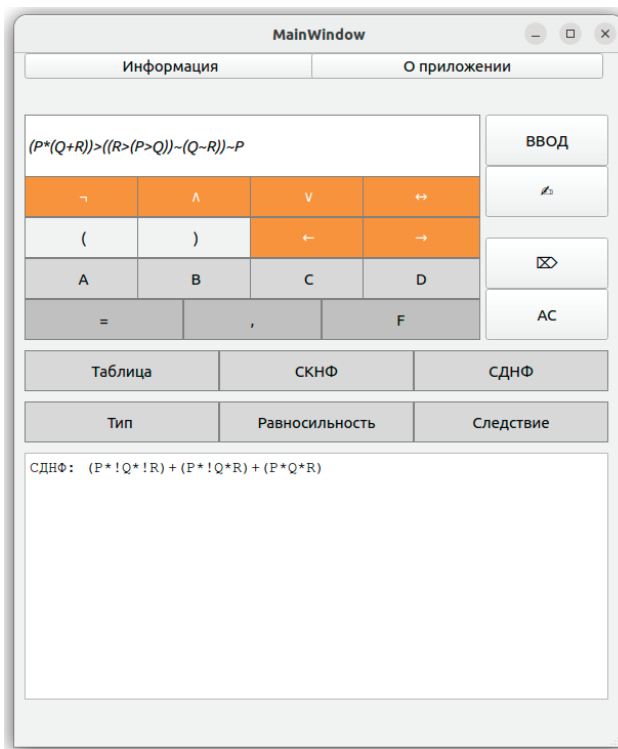 MainWindow
Информация О приложении
(P*(Q+R))>((R>(P>Q))~(Q~R))~P
ВВОД
¬ ∧ ∨ ↔
✍
( ) ← →
⌦
A B C D
= , F
AC
Таблица СКНФ СДНФ
Тип Равносильность Следствие
СДНФ: (P*!Q*!R)+(P*!Q*R)+(P*Q*R)